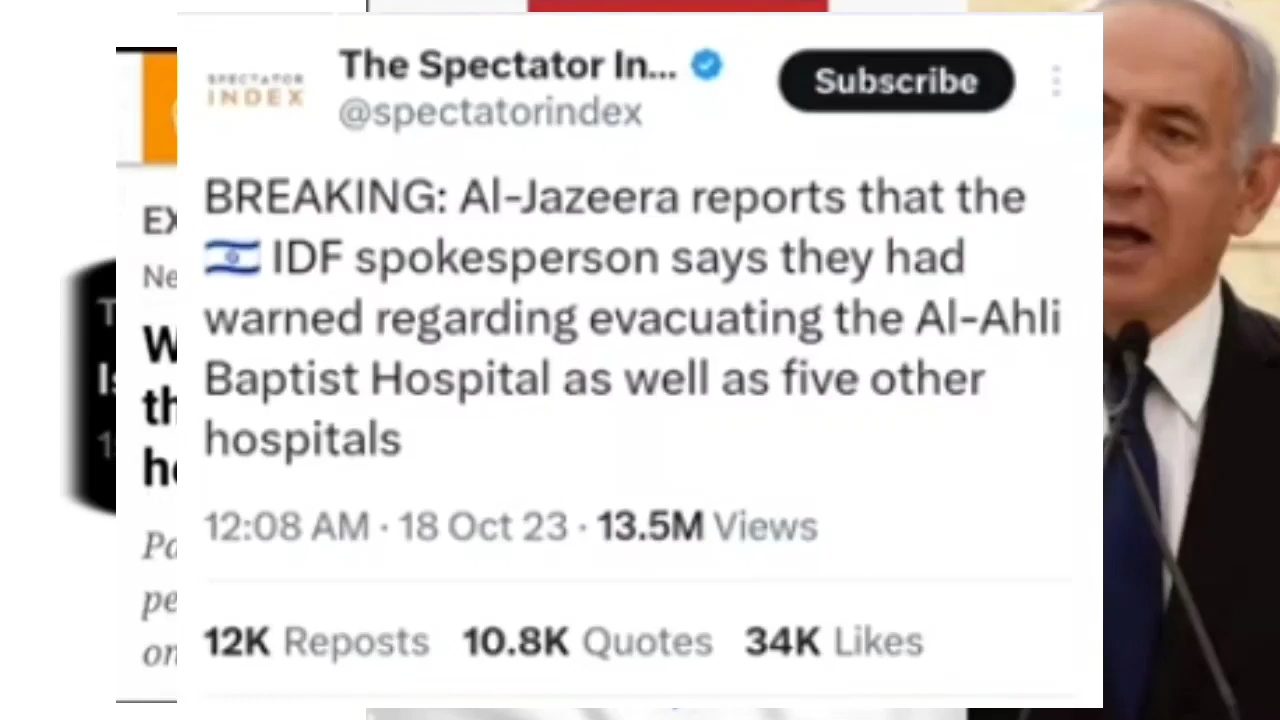 SPECTATOR
INDEX
The Spectator In...
@spectatorindex
Subscribe
BREAKING: Al-Jazeera reports that the
🇮🇱 IDF spokesperson says they had
warned regarding evacuating the Al-Ahli
Baptist Hospital as well as five other
hospitals
12:08 AM · 18 Oct 23 · 13.5M Views
12K Reposts 10.8K Quotes 34K Likes